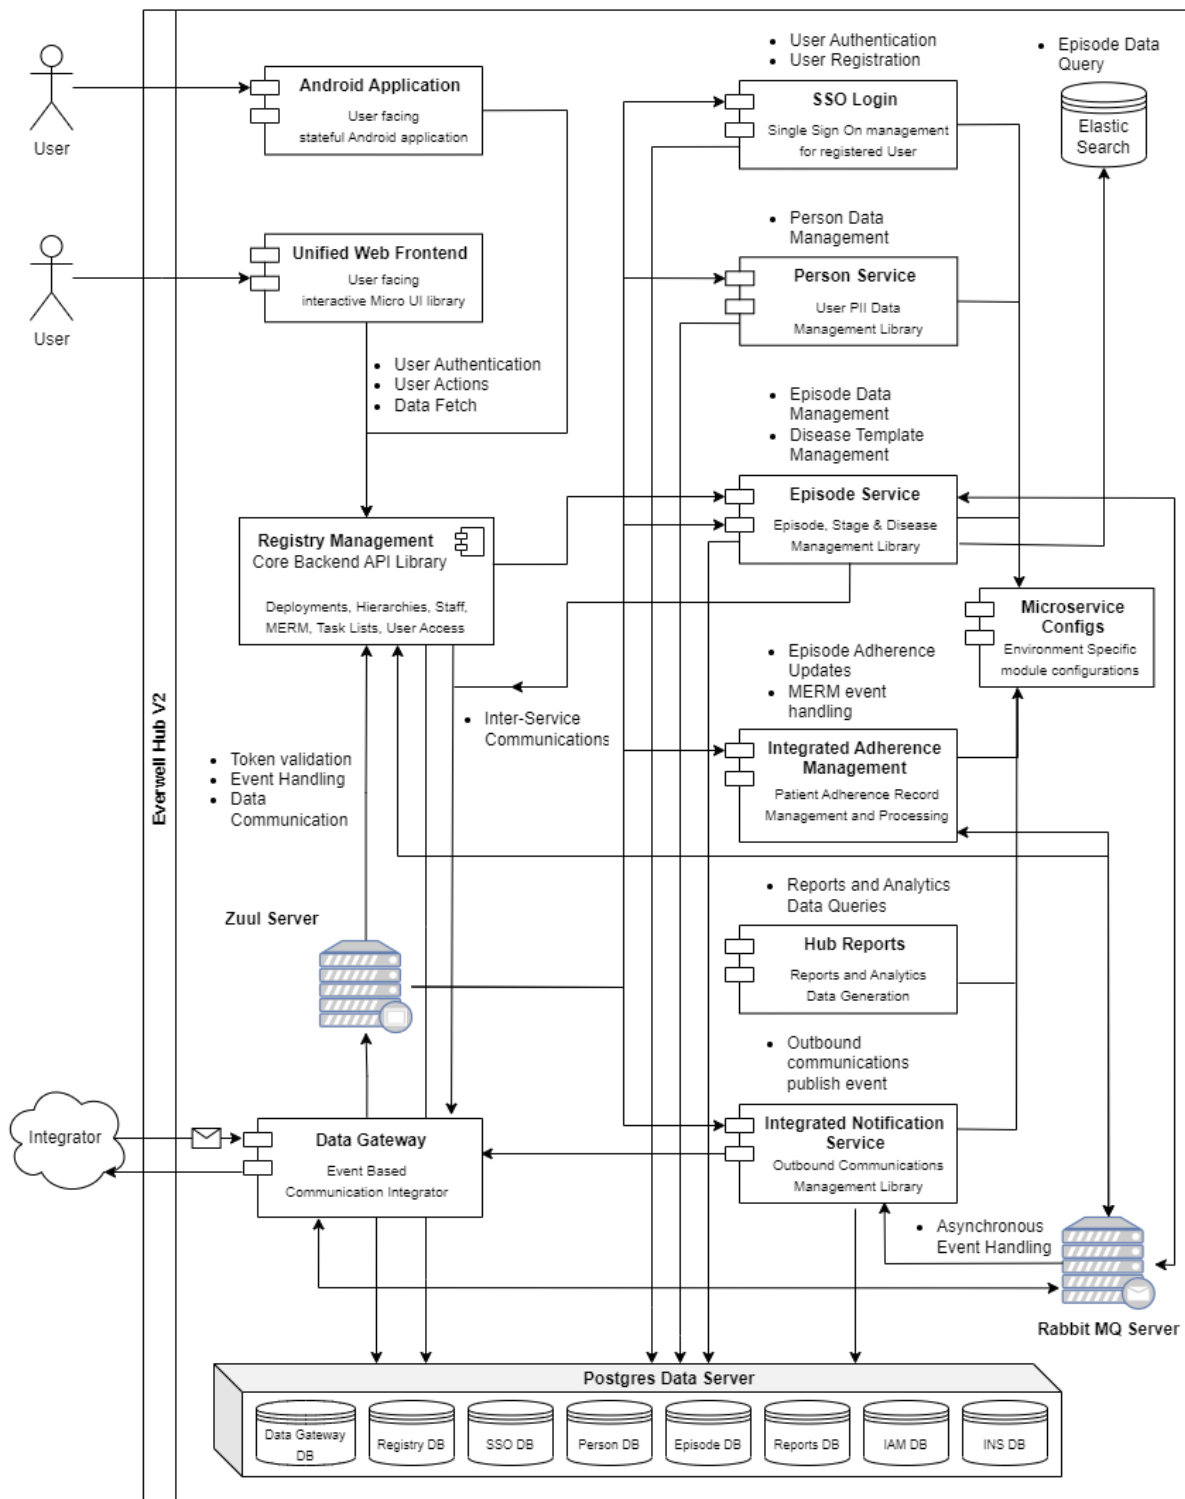 Everwell Hub V2
User
Android Application
User facing
stateful Android application
User
Unified Web Frontend
User facing
interactive Micro UI library
• User Authentication
• User Actions
• Data Fetch
• User Authentication
• User Registration
SSO Login
Single Sign On management
for registered User
• Episode Data
Query
Elastic
Search
• Person Data
Management
Person Service
User PII Data
Management Library
• Episode Data
Management
• Disease Template
Management
Episode Service
Episode, Stage & Disease
Management Library
Registry Management
Core Backend API Library
Deployments, Hierarchies, Staff,
MERM, Task Lists, User Access
Microservice
Configs
Environment Specific
module configurations
• Episode Adherence
Updates
• MERM event
handling
• Inter-Service
Communications
Integrated Adherence
Management
Patient Adherence Record
Management and Processing
• Token validation
• Event Handling
• Data
Communication
Zuul Server
• Reports and Analytics
Data Queries
Hub Reports
Reports and Analytics
Data Generation
• Outbound
communications
publish event
Integrator
Data Gateway
Event Based
Communication Integrator
Integrated Notification
Service
Outbound Communications
Management Library
• Asynchronous
Event Handling
Rabbit MQ Server
Postgres Data Server
Data Gateway
DB
Registry DB
SSO DB
Person DB
Episode DB
Reports DB
IAM DB
INS DB